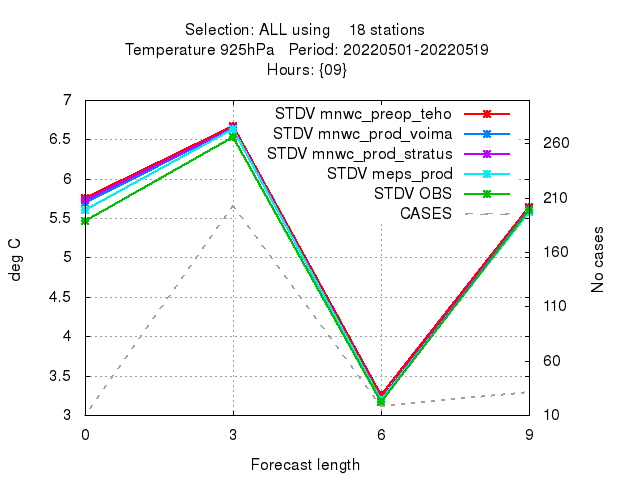 Selection: ALL using    18 stations
Temperature 925hPa   Period: 20220501-20220519
Hours: {09}
STDV mnwc_preop_teho
STDV mnwc_prod_voima
STDV mnwc_prod_stratus
STDV meps_prod
STDV OBS
CASES
7
6.5
6
5.5
5
4.5
4
3.5
3
deg C
260
210
160
110
60
10
No cases
0 3 6 9
Forecast length